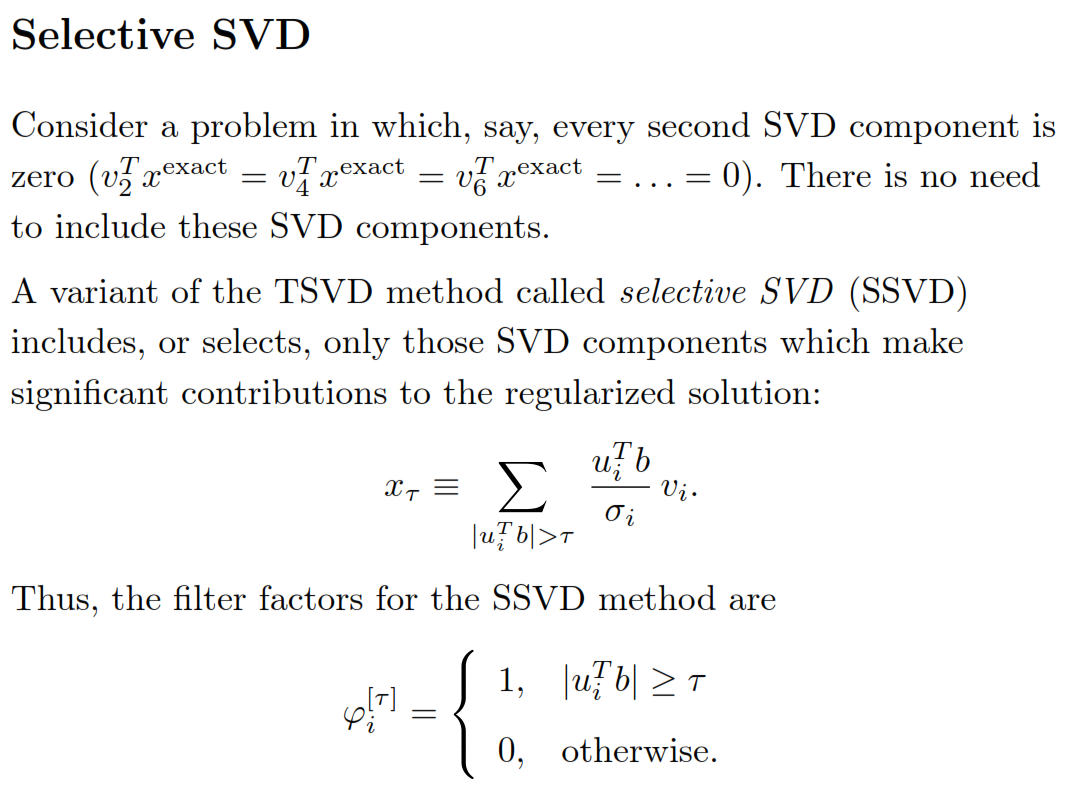 Selective SVD
Consider a problem in which, say, every second SVD component is
zero ($v_2^T x^{\text{exact}} = v_4^T x^{\text{exact}} = v_6^T x^{\text{exact}} = \ldots = 0$). There is no need
to include these SVD components.
A variant of the TSVD method called selective SVD (SSVD)
includes, or selects, only those SVD components which make
significant contributions to the regularized solution:
$x_\tau \equiv \sum_{|u_i^T b| > \tau} \frac{u_i^T b}{\sigma_i} v_i.$
Thus, the filter factors for the SSVD method are
$\varphi_i^{[\tau]} = \begin{cases} 1, & |u_i^T b| \geq \tau \\ 0, & \text{otherwise.} \end{cases}$